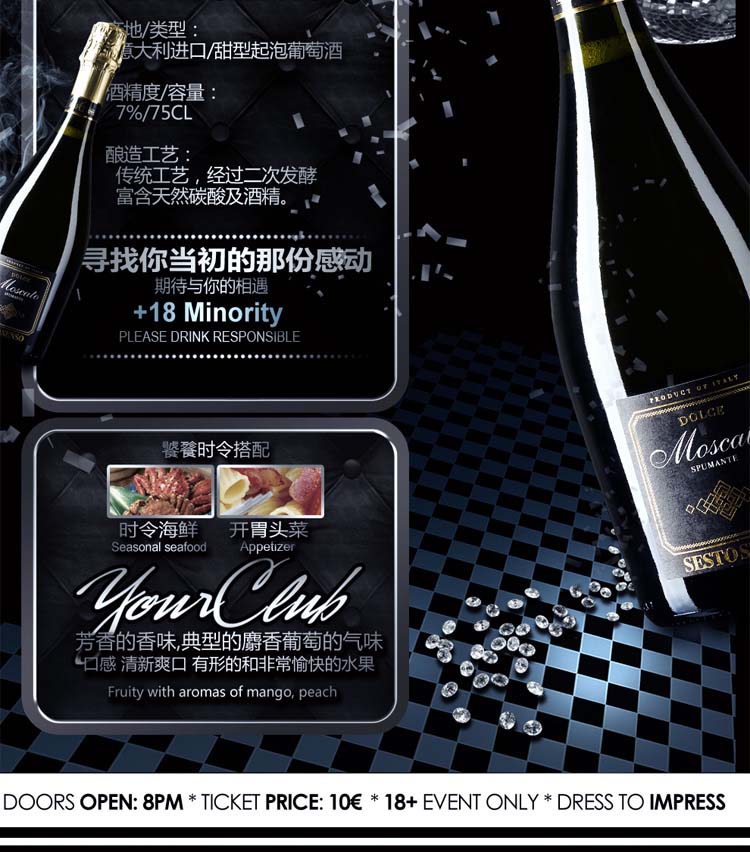 产地/类型：
意大利进口/甜型起泡葡萄酒
酒精度/容量：
7%/75CL
酿造工艺：
传统工艺，经过二次发酵
富含天然碳酸及酒精。
寻找你当初的那份感动
期待与你的相遇
+18 Minority
PLEASE DRINK RESPONSIBLE
DOLCE
Moscato
SPUMANTE
PRODUCT OF ITALY
DOLCE
Moscat
SPUMANTE
SESTOS
饕餮时令搭配
时令海鲜 开胃头菜
Seasonal seafood Appetizer
Your Club
芳香的香味,典型的麝香葡萄的气味
口感 清新爽口 有形的和非常愉快的水果
Fruity with aromas of mango, peach
DOORS OPEN: 8PM * TICKET PRICE: 10€ * 18+ EVENT ONLY * DRESS TO IMPRESS